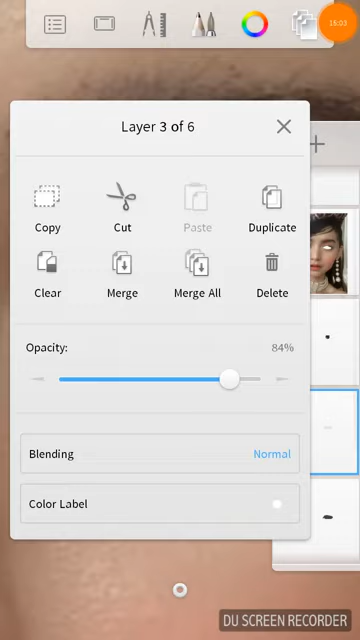 15:03
Layer 3 of 6
Copy
Cut
Paste
Duplicate
Clear
Merge
Merge All
Delete
Opacity:
84%
Blending
Normal
Color Label
DU SCREEN RECORDER